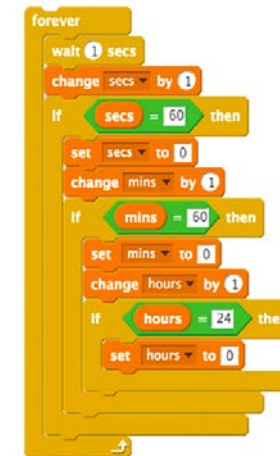 forever
wait 1 secs
change secs by 1
If secs = 60 then
set secs to 0
change mins by 1
If mins = 60 then
set mins to 0
change hours by 1
If hours = 24 the
set hours to 0